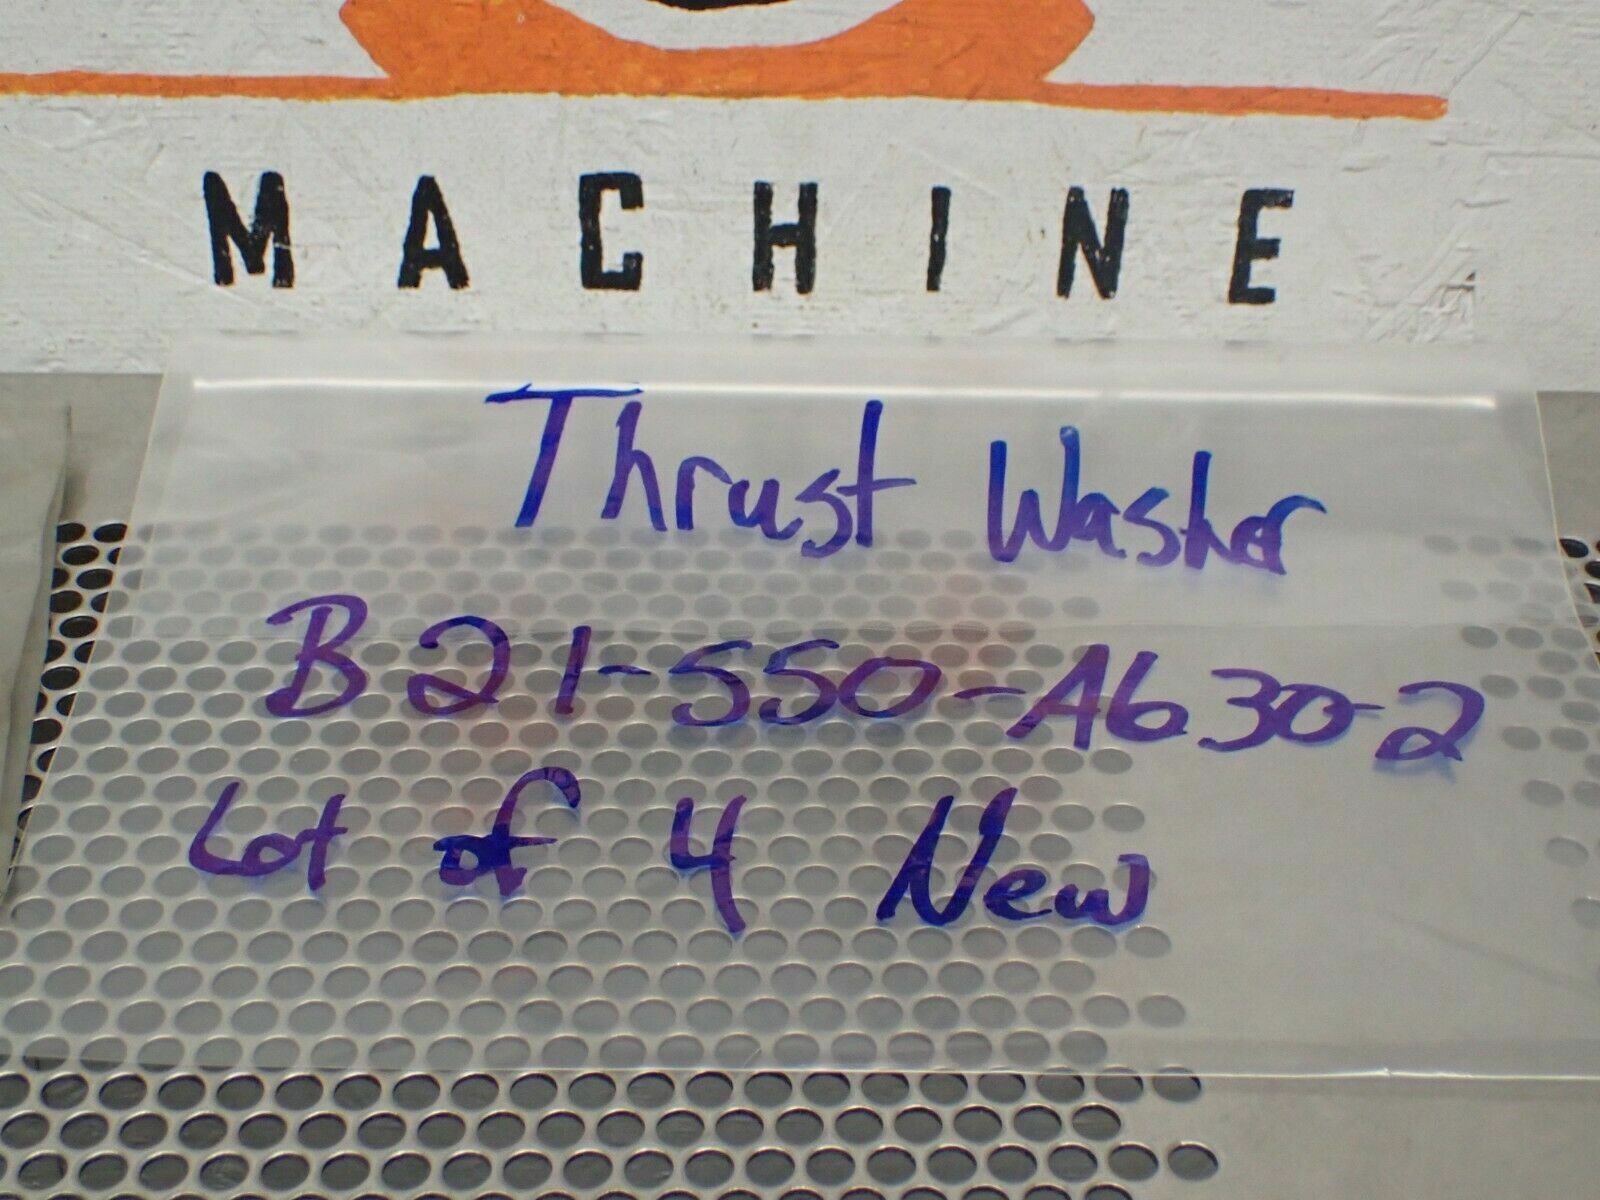 MACHINE
Thrust Washer
B21-550-A630-2
Lot of 4 New